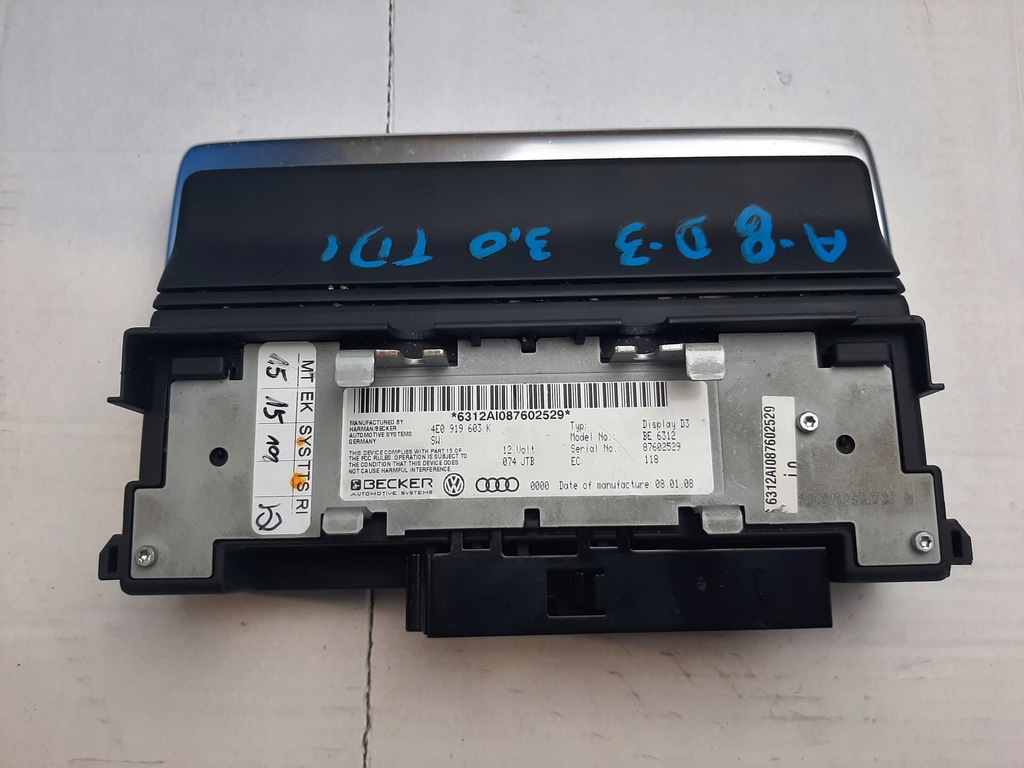 A-8 D-3 3,0 TDI
MT EK SYSTTS RI
15
*6312AI087602529*
MANUFACTURED BY
HARMAN/BECKER
AUTOMOTIVE SYSTEMS
GERMANY
4E0 919 603 K
SW:
Typ: Display D3
Model No.: BE 6312
Serial No.: 87602529
THIS DEVICE COMPLIES WITH PART 15 OF
THE FCC RULES. OPERATION IS SUBJECT TO
THE CONDITION THAT THIS DEVICE DOES
NOT CAUSE HARMFUL INTERFERENCE.
12 Volt
074 JTB
EC: 118
BECKER
AUTOMOTIVE SYSTEMS
0000 Date of manufacture: 08.01.08
6312AI087602529